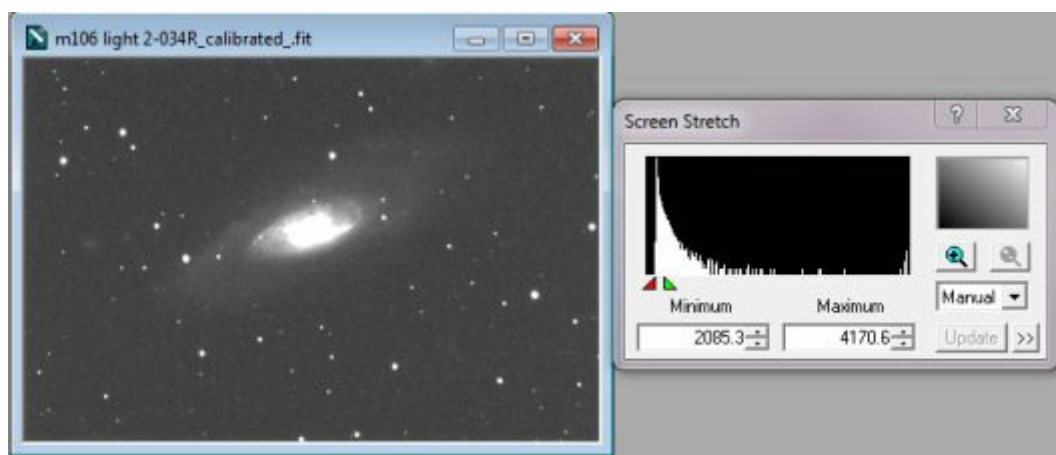 m106 light 2-034R_calibrated_.fit
Screen Stretch
Minimum Maximum
2085.3 4170.6
Manual
Update >>